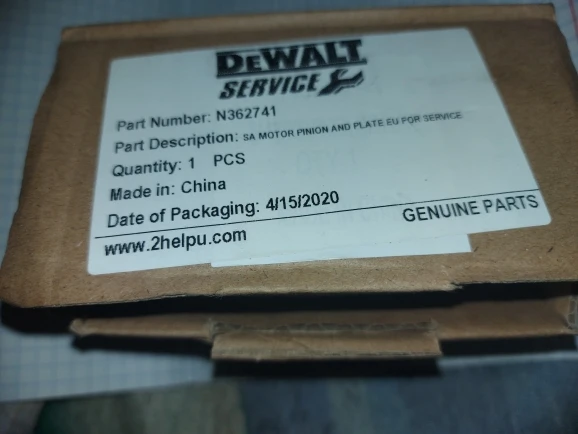 DEWALT
SERVICE
Part Number: N362741
Part Description: SA MOTOR PINION AND PLATE EU FOR SERVICE
Quantity: 1 PCS
Made in: China
Date of Packaging: 4/15/2020
GENUINE PARTS
www.2helpu.com